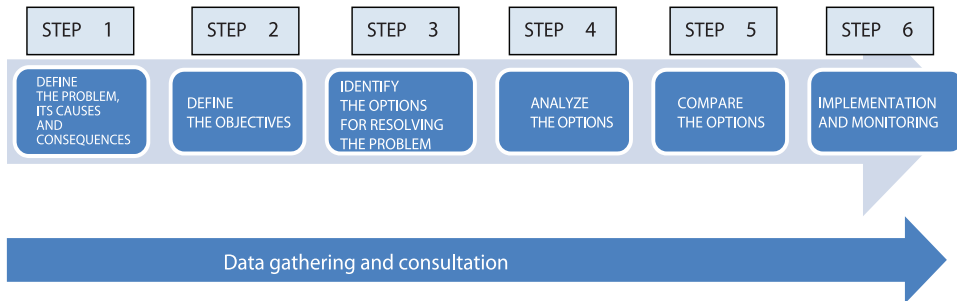 STEP 1
STEP 2
STEP 3
STEP 4
STEP 5
STEP 6
DEFINE
THE PROBLEM,
ITS CAUSES
AND
CONSEQUENCES
DEFINE
THE OBJECTIVES
IDENTIFY
THE OPTIONS
FOR RESOLVING
THE PROBLEM
ANALYZE
THE OPTIONS
COMPARE
THE OPTIONS
IMPLEMENTATION
AND MONITORING
Data gathering and consultation